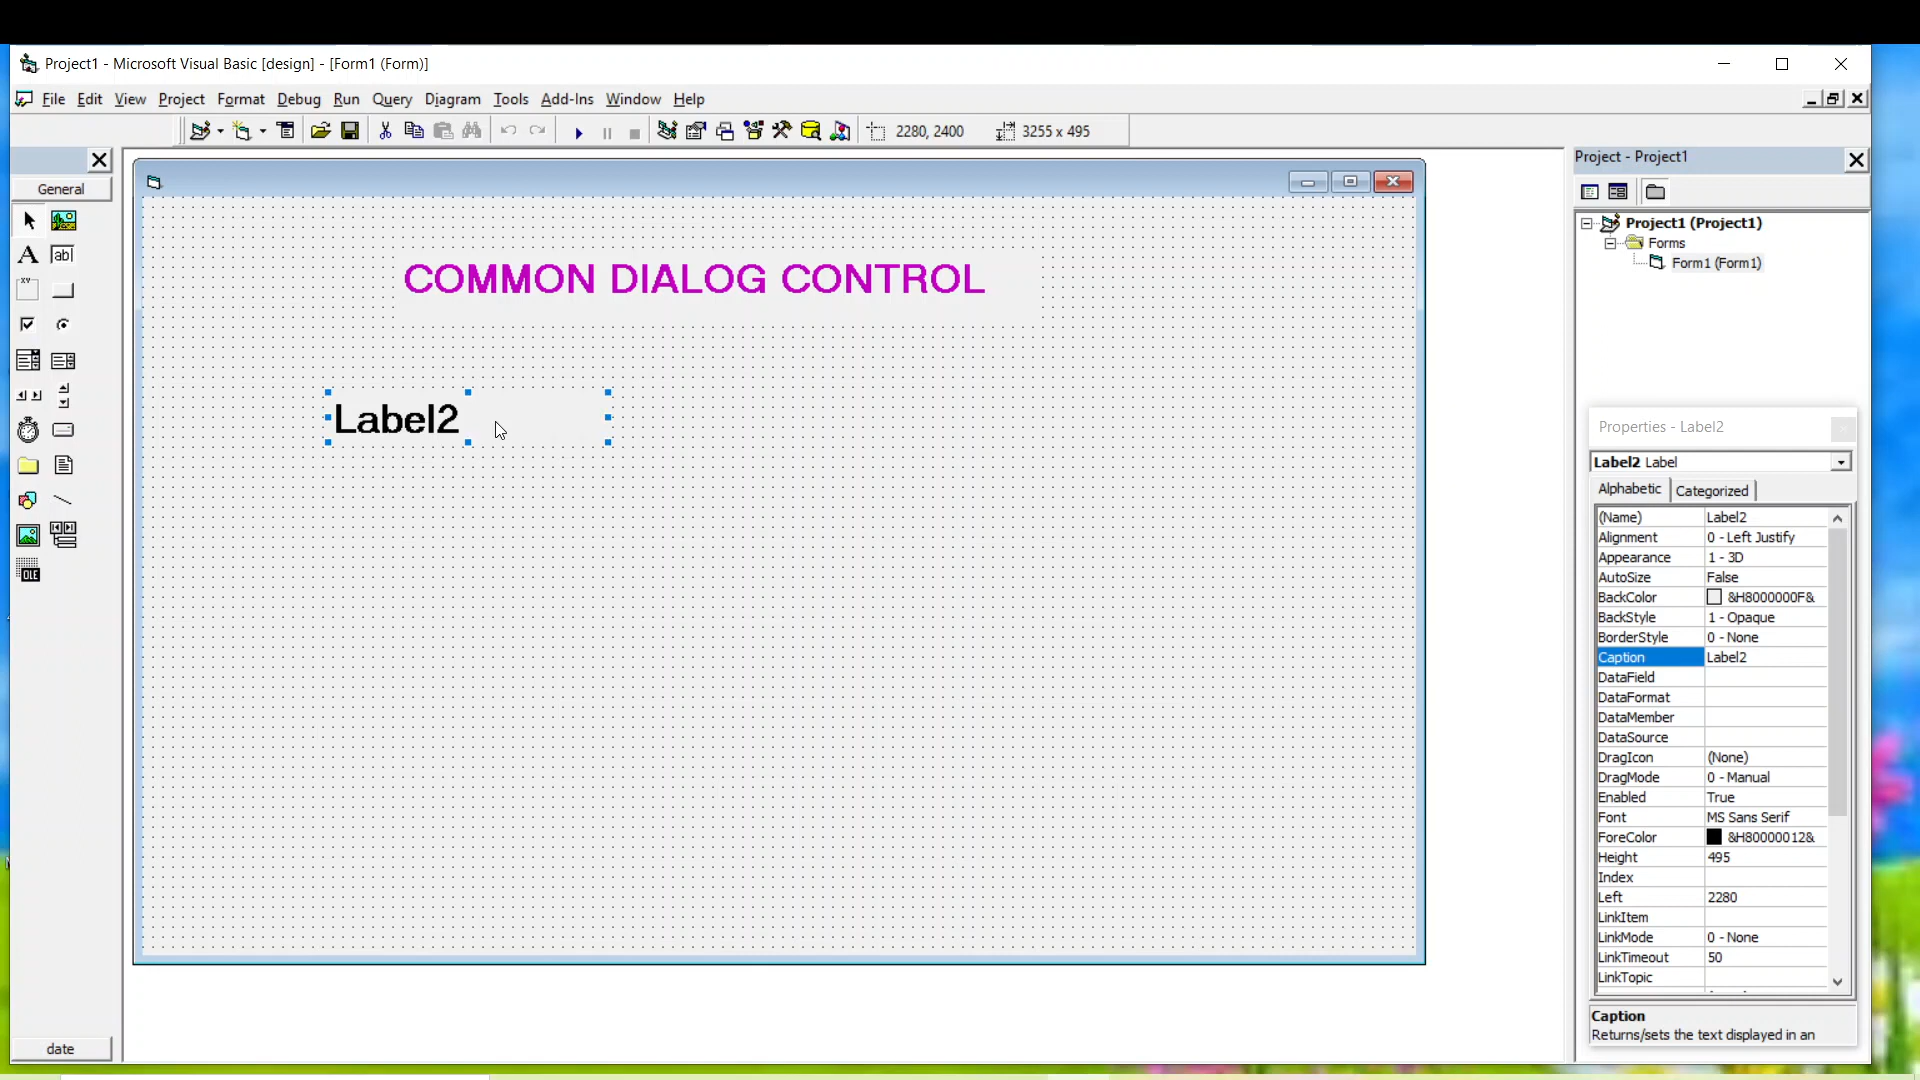 Project1 - Microsoft Visual Basic [design] - [Form1 (Form)]
File Edit View Project Format Debug Run Query Diagram Tools Add-Ins Window Help
2280, 2400 3255 x 495
General
A abl
xy
OLE
date
COMMON DIALOG CONTROL
Label2
Project - Project1
Project1 (Project1)
Forms
Form1 (Form1)
Properties - Label2
Label2 Label
Alphabetic Categorized
(Name) Label2
Alignment 0 - Left Justify
Appearance 1 - 3D
AutoSize False
BackColor &H8000000F&
BackStyle 1 - Opaque
BorderStyle 0 - None
Caption Label2
DataField
DataFormat
DataMember
DataSource
DragIcon (None)
DragMode 0 - Manual
Enabled True
Font MS Sans Serif
ForeColor &H80000012&
Height 495
Index
Left 2280
LinkItem
LinkMode 0 - None
LinkTimeout 50
LinkTopic
Caption
Returns/sets the text displayed in an